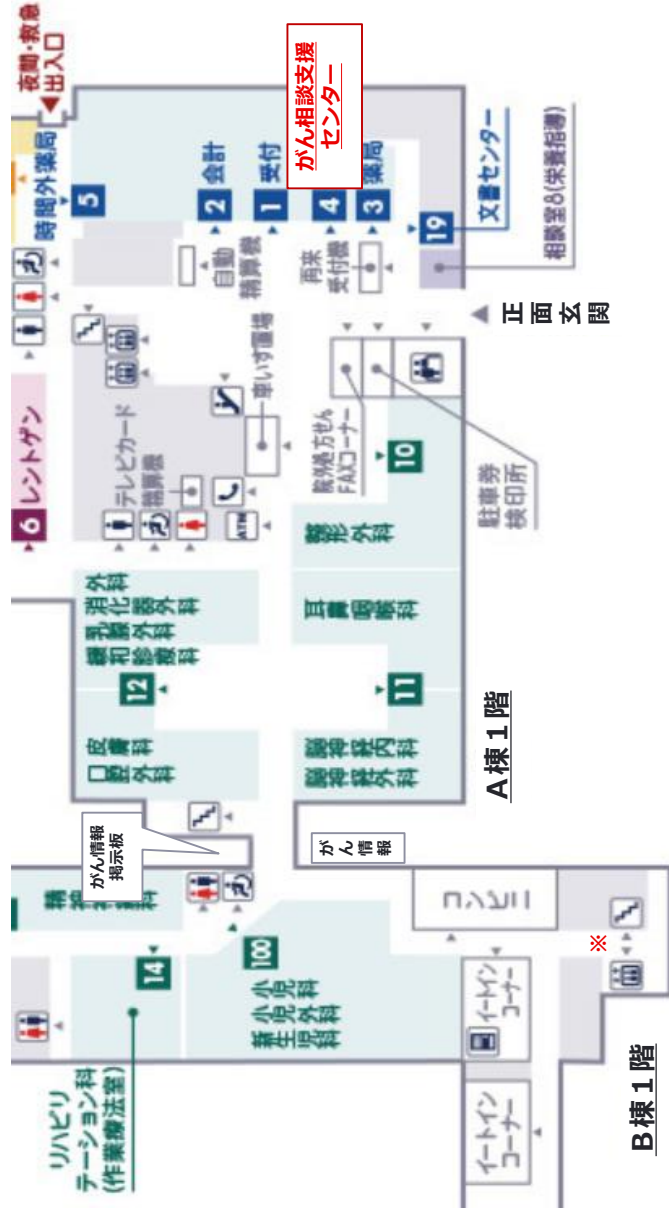 夜間・救急
出入口
時間外薬局
5
2
会計
1
受付
4
3
薬局
がん相談支援
センター
19
文書センター
相談室8(栄養指導)
自動
精算機
再来
受付機
正面
玄関
6
レントゲン
テレビカード
精算機
車いす置場
ATM
院外処方せん
FAXコーナー
駐車券
検印所
10
整形外科
外科
消化器外科
乳腺外科
緩和診療科
耳鼻咽喉科
12
11
皮膚科
口腔外科
脳神経内科
脳神経外科
A棟1階
がん情報
掲示板
がん
情報
14
100
小児科
小児外科
新生児科
コンビニ
イートイン
コーナー
イートイン
コーナー
※
リハビリ
テーション科
(作業療法室)
B棟1階